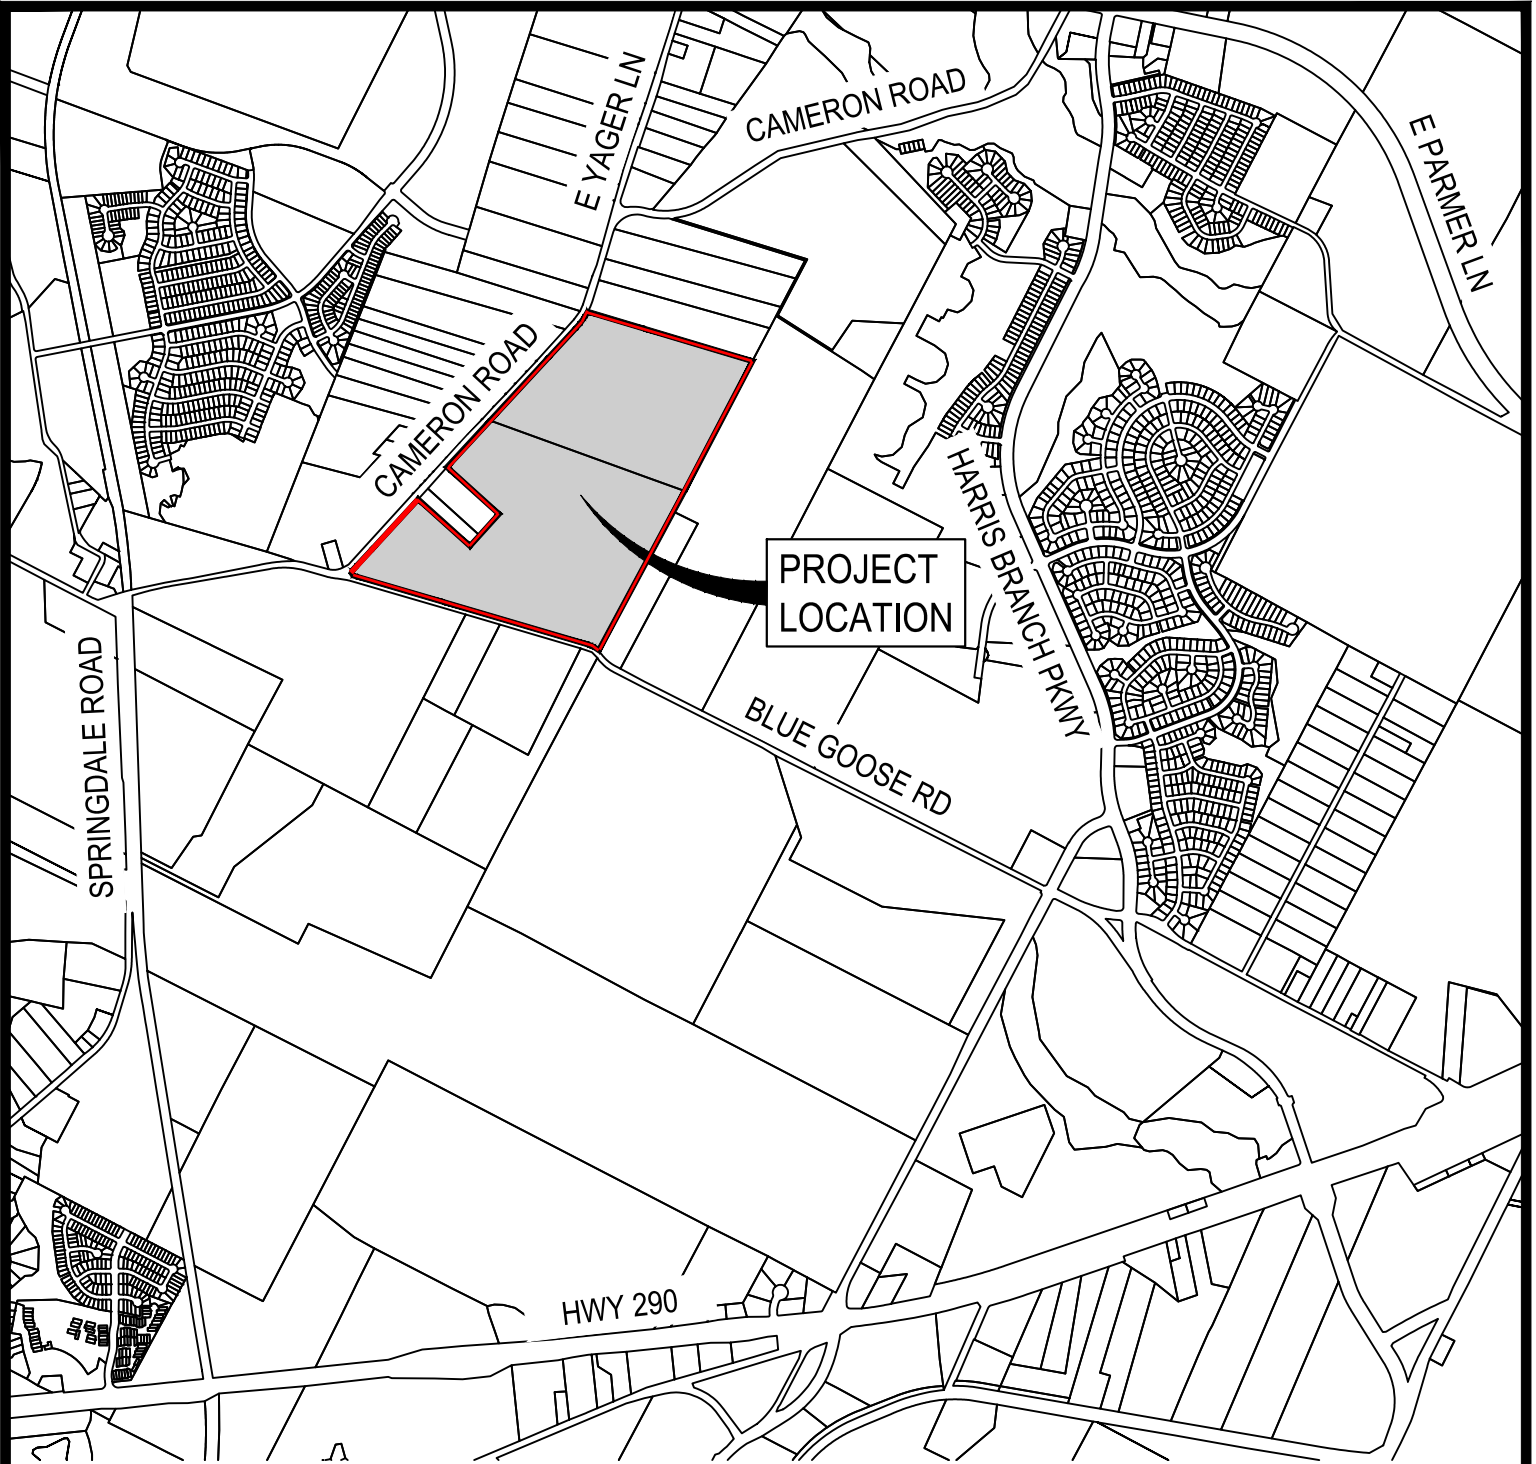 E YAGER LN
CAMERON ROAD
E PARMER LN
CAMERON ROAD
HARRIS BRANCH PKWY
PROJECT
LOCATION
SPRINGDALE ROAD
BLUE GOOSE RD
HWY 290